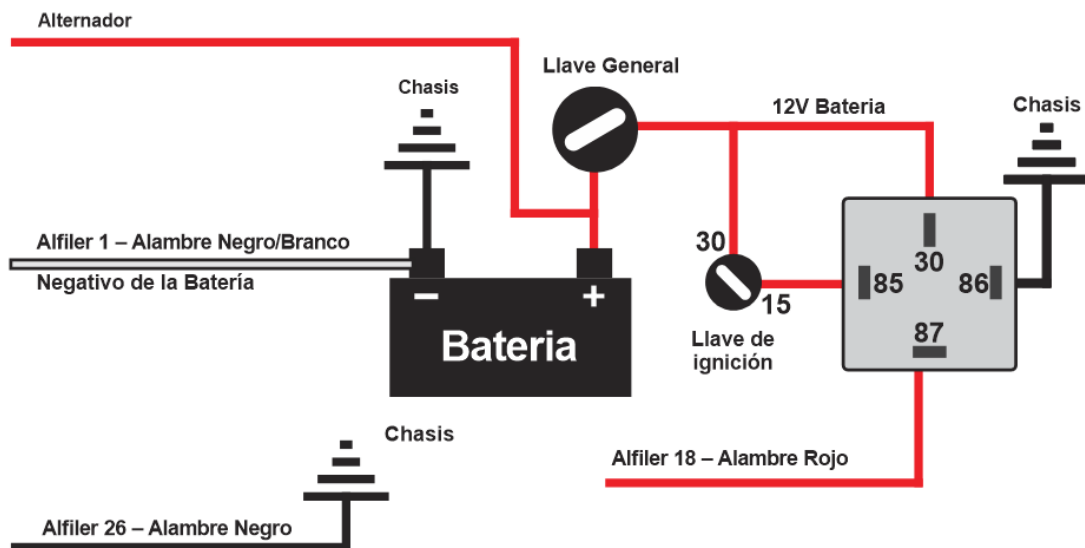 Alternador
Llave General
Chasis
12V Bateria
Chasis
Alfiler 1 – Alambre Negro/Branco
Negativo de la Batería
30
30
85
86
15
87
– +
Bateria
Llave de
ignición
Chasis
Alfiler 18 – Alambre Rojo
Alfiler 26 – Alambre Negro